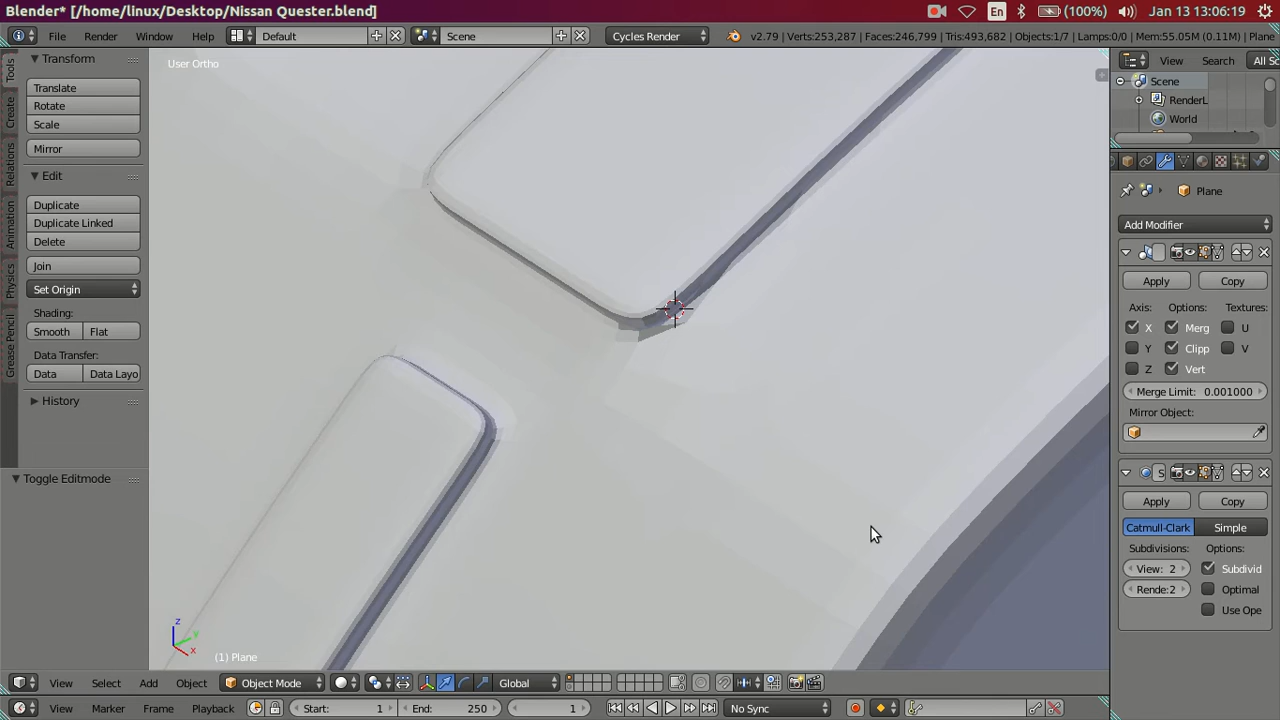 Blender* [/home/linux/Desktop/Nissan Quester.blend]
En (100%) Jan 13 13:06:19
File Render Window Help Default Scene Cycles Render v2.79 | Verts:253,287 | Faces:246,799 | Tris:493,682 | Objects:1/7 | Lamps:0/0 | Mem:55.05M (0.11M) | Plane
Tools
Create
Relations
Animation
Physics
Grease Pencil
Transform
Translate
Rotate
Scale
Mirror
Edit
Duplicate
Duplicate Linked
Delete
Join
Set Origin
Shading:
Smooth Flat
Data Transfer:
Data Data Layo
History
Toggle Editmode
User Ortho
z
y
x
(1) Plane
View Search All Sc
Scene
RenderL
World
Plane
Add Modifier
Apply Copy
Axis: Options: Textures:
X Merg U
Y Clipp V
Z Vert
Merge Limit: 0.001000
Mirror Object:
S
Apply Copy
Catmull-Clark Simple
Subdivisions: Options:
View: 2 Subdivid
Rende:2 Optimal
Use Ope
View Select Add Object Object Mode Global
View Marker Frame Playback Start: 1 End: 250 1 No Sync